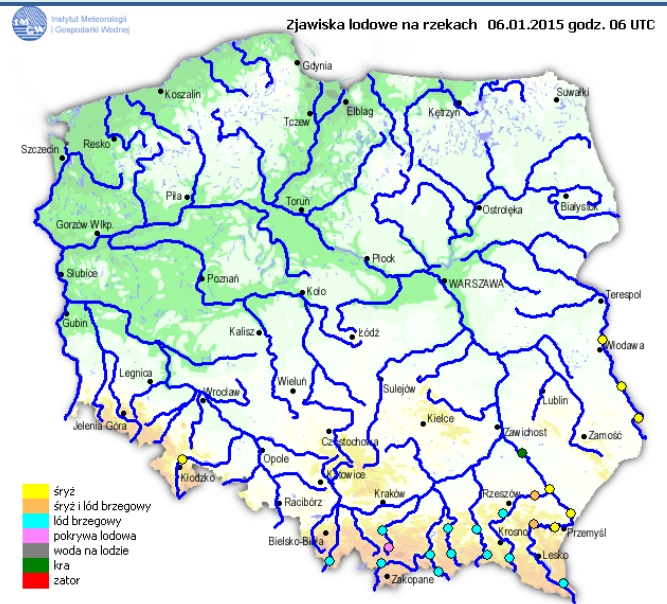 Instytut Meteorologii
i Gospodarki Wodnej
Zjawiska lodowe na rzekach 06.01.2015 godz. 06 UTC
Gdynia
Koszalin
Suwałki
Elbląg
Kętrzyn
Tczew
Resko
Szczecin
Piła
Toruń
Ostrołęka
Białystok
Gorzów Wlkp.
Płock
Słubice
Poznań
WARSZAWA
Koło
Terespol
Gubin
Kalisz
Łódź
Włodawa
Legnica
Wieluń
Sulejów
Wrocław
Lublin
Jelenia Góra
Kielce
Zawichost
Zamość
Częstochowa
Opole
Kłodzko
Katowice
Racibórz
Kraków
Rzeszów
Bielsko-Biała
Krosno
Przemyśl
Lesko
Zakopane
śryż
śryż i lód brzegowy
lód brzegowy
pokrywa lodowa
woda na lodzie
kra
zator